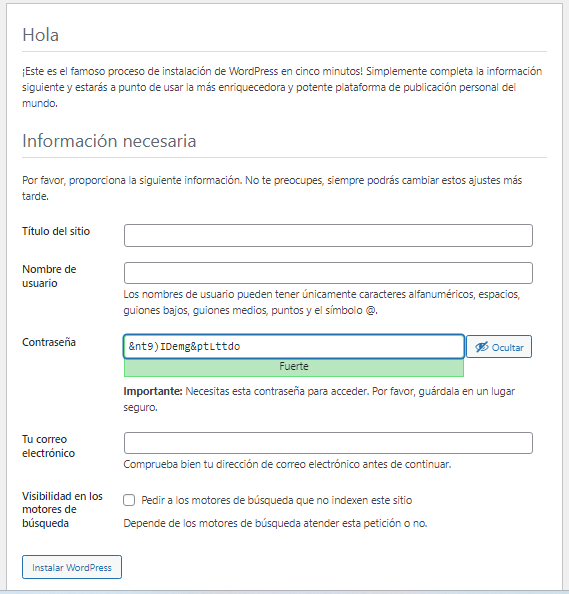 Hola
¡Este es el famoso proceso de instalación de WordPress en cinco minutos! Simplemente completa la información
siguiente y estarás a punto de usar la más enriquecedora y potente plataforma de publicación personal del
mundo.
Información necesaria
Por favor, proporciona la siguiente información. No te preocupes, siempre podrás cambiar estos ajustes más
tarde.
Título del sitio
Nombre de
usuario
Los nombres de usuario pueden tener únicamente caracteres alfanuméricos, espacios,
guiones bajos, guiones medios, puntos y el símbolo @.
Contraseña
&nt9)IDemg&ptLttdo
Ocultar
Fuerte
Importante: Necesitas esta contraseña para acceder. Por favor, guárdala en un lugar
seguro.
Tu correo
electrónico
Comprueba bien tu dirección de correo electrónico antes de continuar.
Visibilidad en los
motores de
búsqueda
Pedir a los motores de búsqueda que no indexen este sitio
Depende de los motores de búsqueda atender esta petición o no.
Instalar WordPress